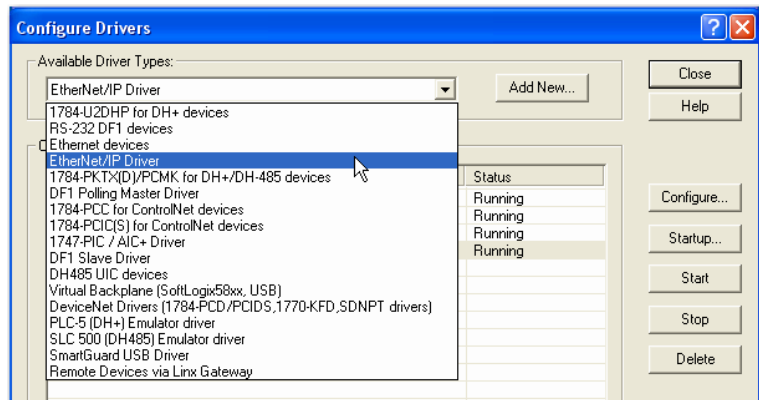 Configure Drivers
Available Driver Types:
EtherNet/IP Driver
Add New...
Close
Help
1784-U2DHP for DH+ devices
RS-232 DF1 devices
Ethernet devices
EtherNet/IP Driver
1784-PKTX(D)/PCMK for DH+/DH-485 devices
DF1 Polling Master Driver
1784-PCC for ControlNet devices
1784-PCIC(S) for ControlNet devices
1747-PIC / AIC+ Driver
DF1 Slave Driver
DH485 UIC devices
Virtual Backplane (SoftLogix58xx, USB)
DeviceNet Drivers (1784-PCD/PCIDS,1770-KFD,SDNPT drivers)
PLC-5 (DH+) Emulator driver
SLC 500 (DH485) Emulator driver
SmartGuard USB Driver
Remote Devices via Linx Gateway
Status
Running
Running
Running
Running
Configure...
Startup...
Start
Stop
Delete